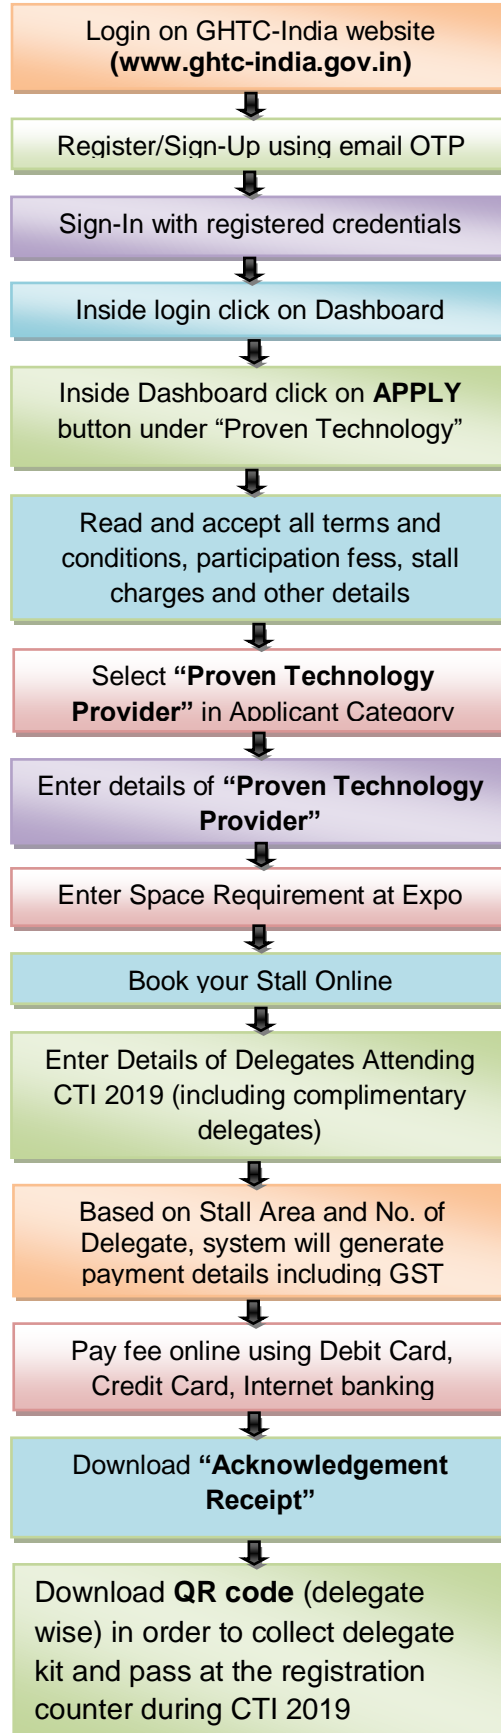 Login on GHTC-India website
(www.ghtc-india.gov.in)
Register/Sign-Up using email OTP
Sign-In with registered credentials
Inside login click on Dashboard
Inside Dashboard click on APPLY
button under “Proven Technology”
Read and accept all terms and
conditions, participation fess, stall
charges and other details
Select “Proven Technology
Provider” in Applicant Category
Enter details of “Proven Technology
Provider”
Enter Space Requirement at Expo
Book your Stall Online
Enter Details of Delegates Attending
CTI 2019 (including complimentary
delegates)
Based on Stall Area and No. of
Delegate, system will generate
payment details including GST
Pay fee online using Debit Card,
Credit Card, Internet banking
Download “Acknowledgement
Receipt”
Download QR code (delegate
wise) in order to collect delegate
kit and pass at the registration
counter during CTI 2019